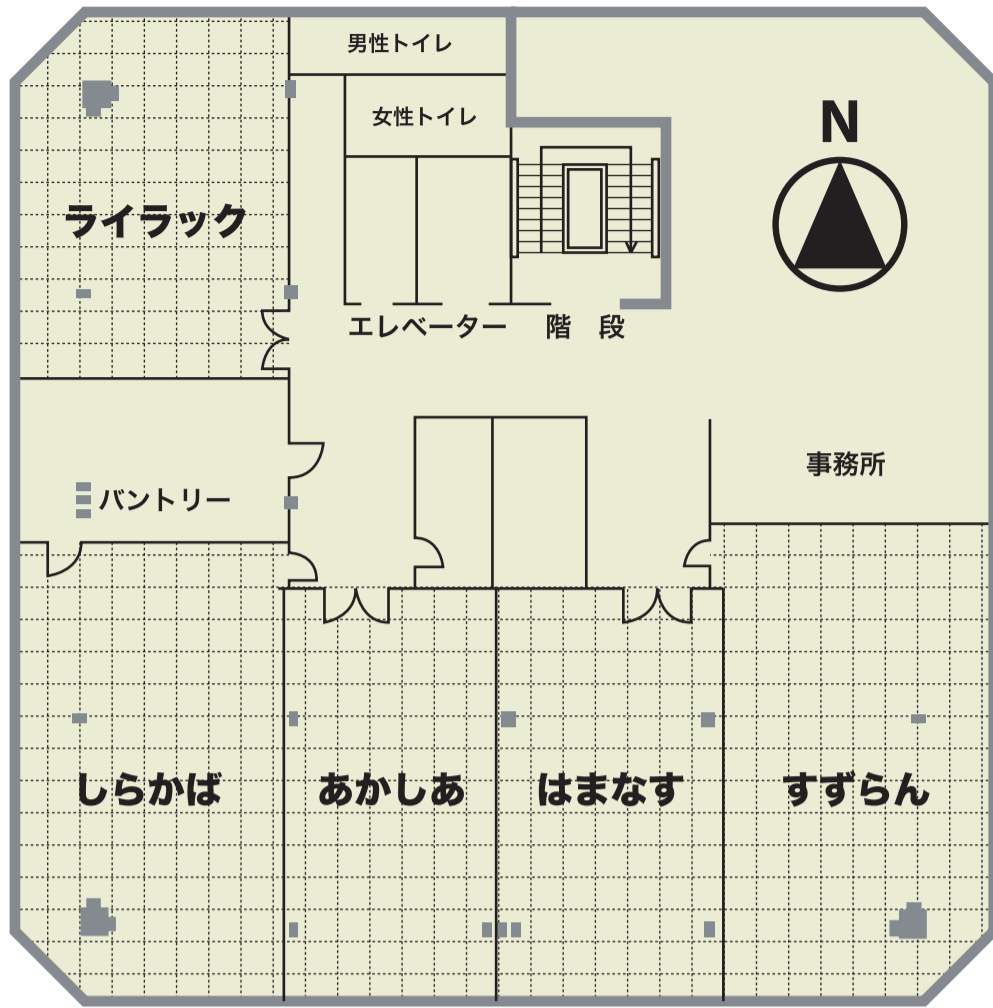 男性トイレ
女性トイレ
N
ライラック
エレベーター
階 段
事務所
バントリー
しらかば
あかしあ
はまなす
すずらん